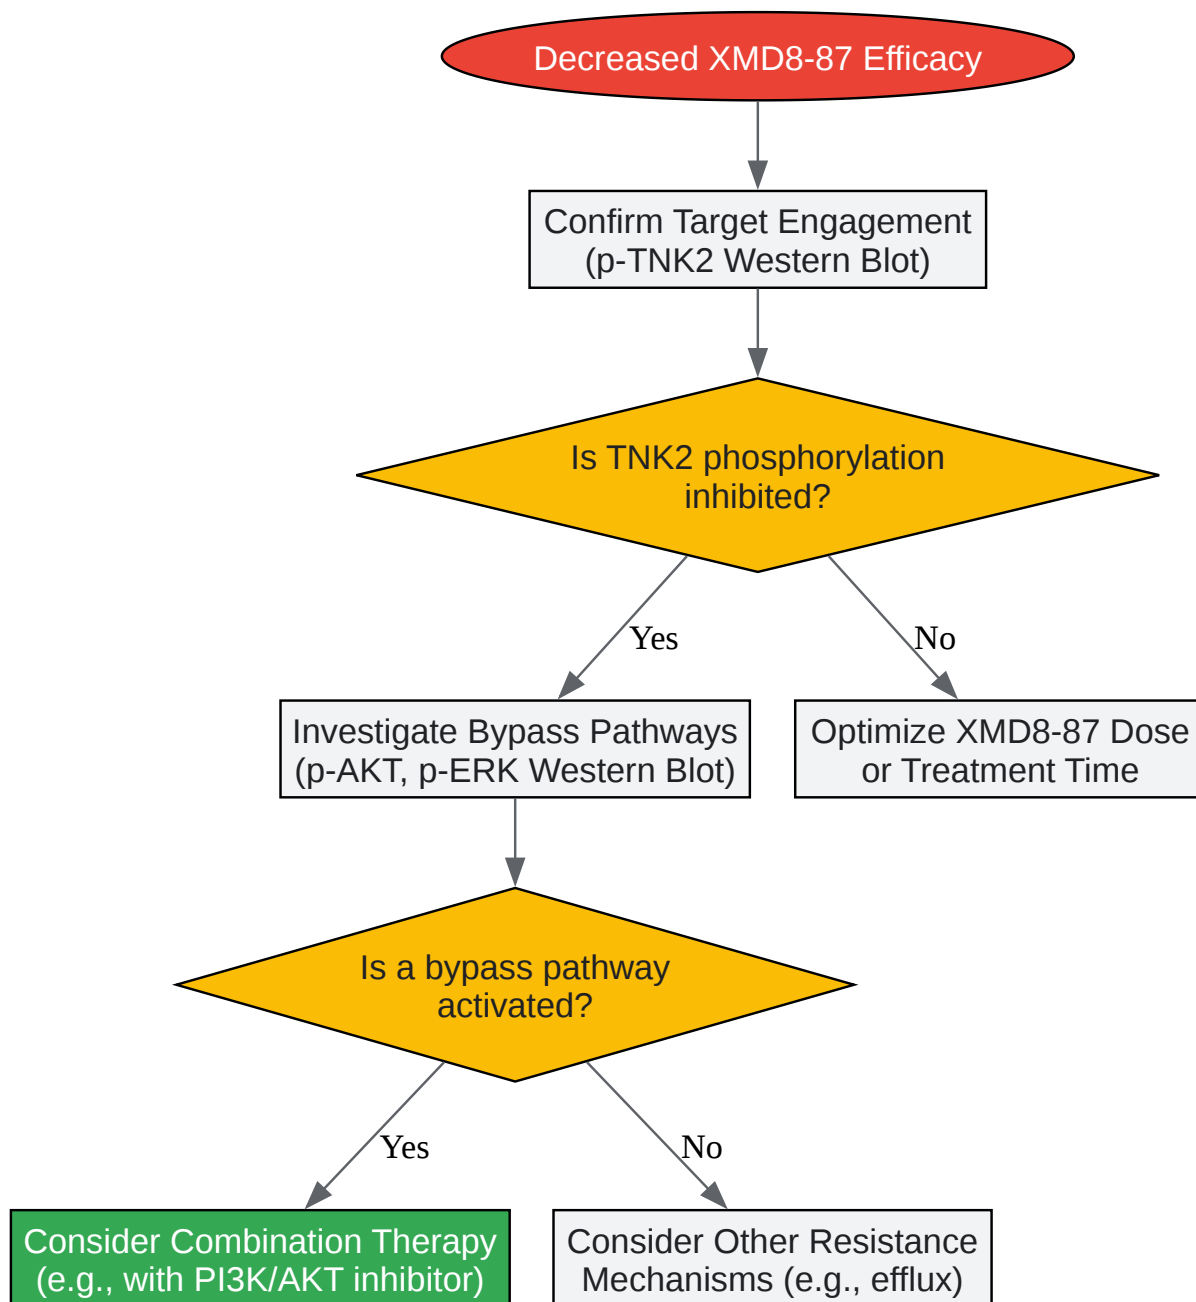 Decreased XMD8-87 Efficacy
Confirm Target Engagement
(p-TNK2 Western Blot)
Is TNK2 phosphorylation
inhibited?
Yes
No
Investigate Bypass Pathways
(p-AKT, p-ERK Western Blot)
Optimize XMD8-87 Dose
or Treatment Time
Is a bypass pathway
activated?
Yes
No
Consider Combination Therapy
(e.g., with PI3K/AKT inhibitor)
Consider Other Resistance
Mechanisms (e.g., efflux)